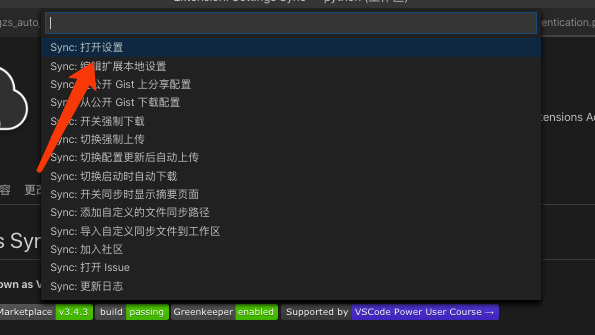 Extension: Settings Sync — python (工作区)
gzs_auto_
entication.p
Sync: 打开设置
Sync: 编辑扩展本地设置
Sync: 从公开 Gist 上分享配置
Sync: 从公开 Gist 下载配置
Sync: 开关强制下载
Sync: 切换强制上传
Sync: 切换配置更新后自动上传
Sync: 切换启动时自动下载
Sync: 开关同步时显示摘要页面
Sync: 添加自定义的文件同步路径
Sync: 导入自定义同步文件到工作区
Sync: 加入社区
Sync: 打开 Issue
Sync: 更新日志
tensions Ac
容 更改
s Syn
own as V
Marketplace v3.4.3 build passing Greenkeeper enabled Supported by VSCode Power User Course →